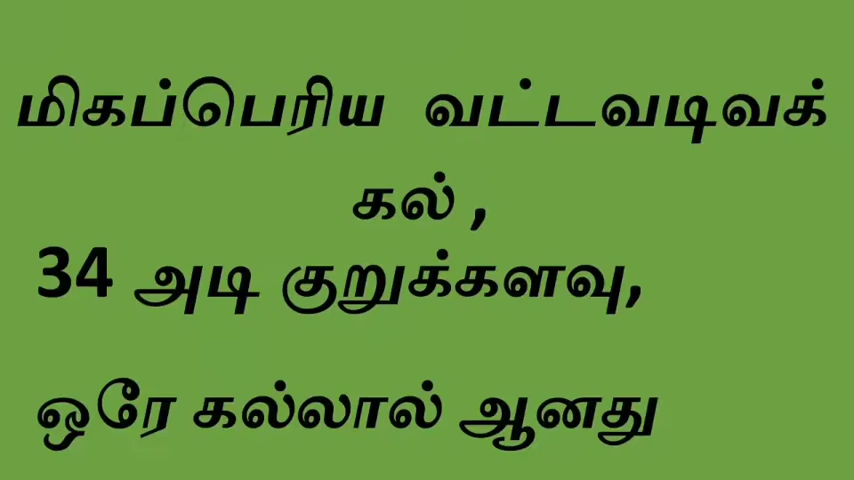 மிகப்பெரிய வட்டவடிவக்
கல் ,
34 அடி குறுக்களவு,
ஒரே கல்லால் ஆனது